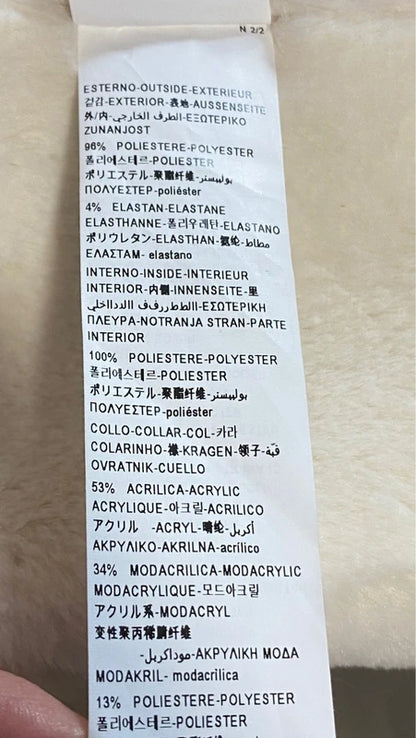 N 2/2
ESTERNO-OUTSIDE-EXTERIEUR
겉감-EXTERIOR-表地-AUSSENSEITE
外/内-الطرف الخارجي-ΕΞΩΤΕΡΙΚΟ
ZUNANJOST
96% POLIESTERE-POLYESTER
폴리에스테르-POLIESTER
ポリエステル-聚酯纤维-بوليستر
ΠΟΛΥΕΣΤΕΡ-poliéster
4% ELASTAN-ELASTANE
ELASTHANNE-폴리우레탄-ELASTANO
ポリウレタン-ELASTHAN-氨纶-مطاط
ΕΛΑΣΤΑΜ- elastano
INTERNO-INSIDE-INTERIEUR
INTERIOR-内側-INNENSEITE-里
ΕΣΩΤΕΡΙΚΗ
ΠΛΕΥΡΑ-NOTRANJA STRAN-PARTE
INTERIOR
100% POLIESTERE-POLYESTER
폴리에스테르-POLIESTER
ポリエステル-聚酯纤维-بوليستر
ΠΟΛΥΕΣΤΕΡ-poliéster
COLLO-COLLAR-COL-카라
COLARINHO-襟-KRAGEN-领子-قبة
OVRATNIK-CUELLO
53% ACRILICA-ACRYLIC
ACRYLIQUE-아크릴-ACRILICO
アクリル -ACRYL-晴纶-أكريل
ΑΚΡΥΛΙΚΟ-AKRILNA-acrílico
34% MODACRILICA-MODACRYLIC
MODACRYLIQUE-모드아크릴
アクリル系-MODACRYL
变性聚丙稀腈纤维
-موداكريل-ΑΚΡΥΛΙΚΗ ΜΟΔΑ
MODAKRIL- modacrilica
13% POLIESTERE-POLYESTER
폴리에스테르-POLIESTER